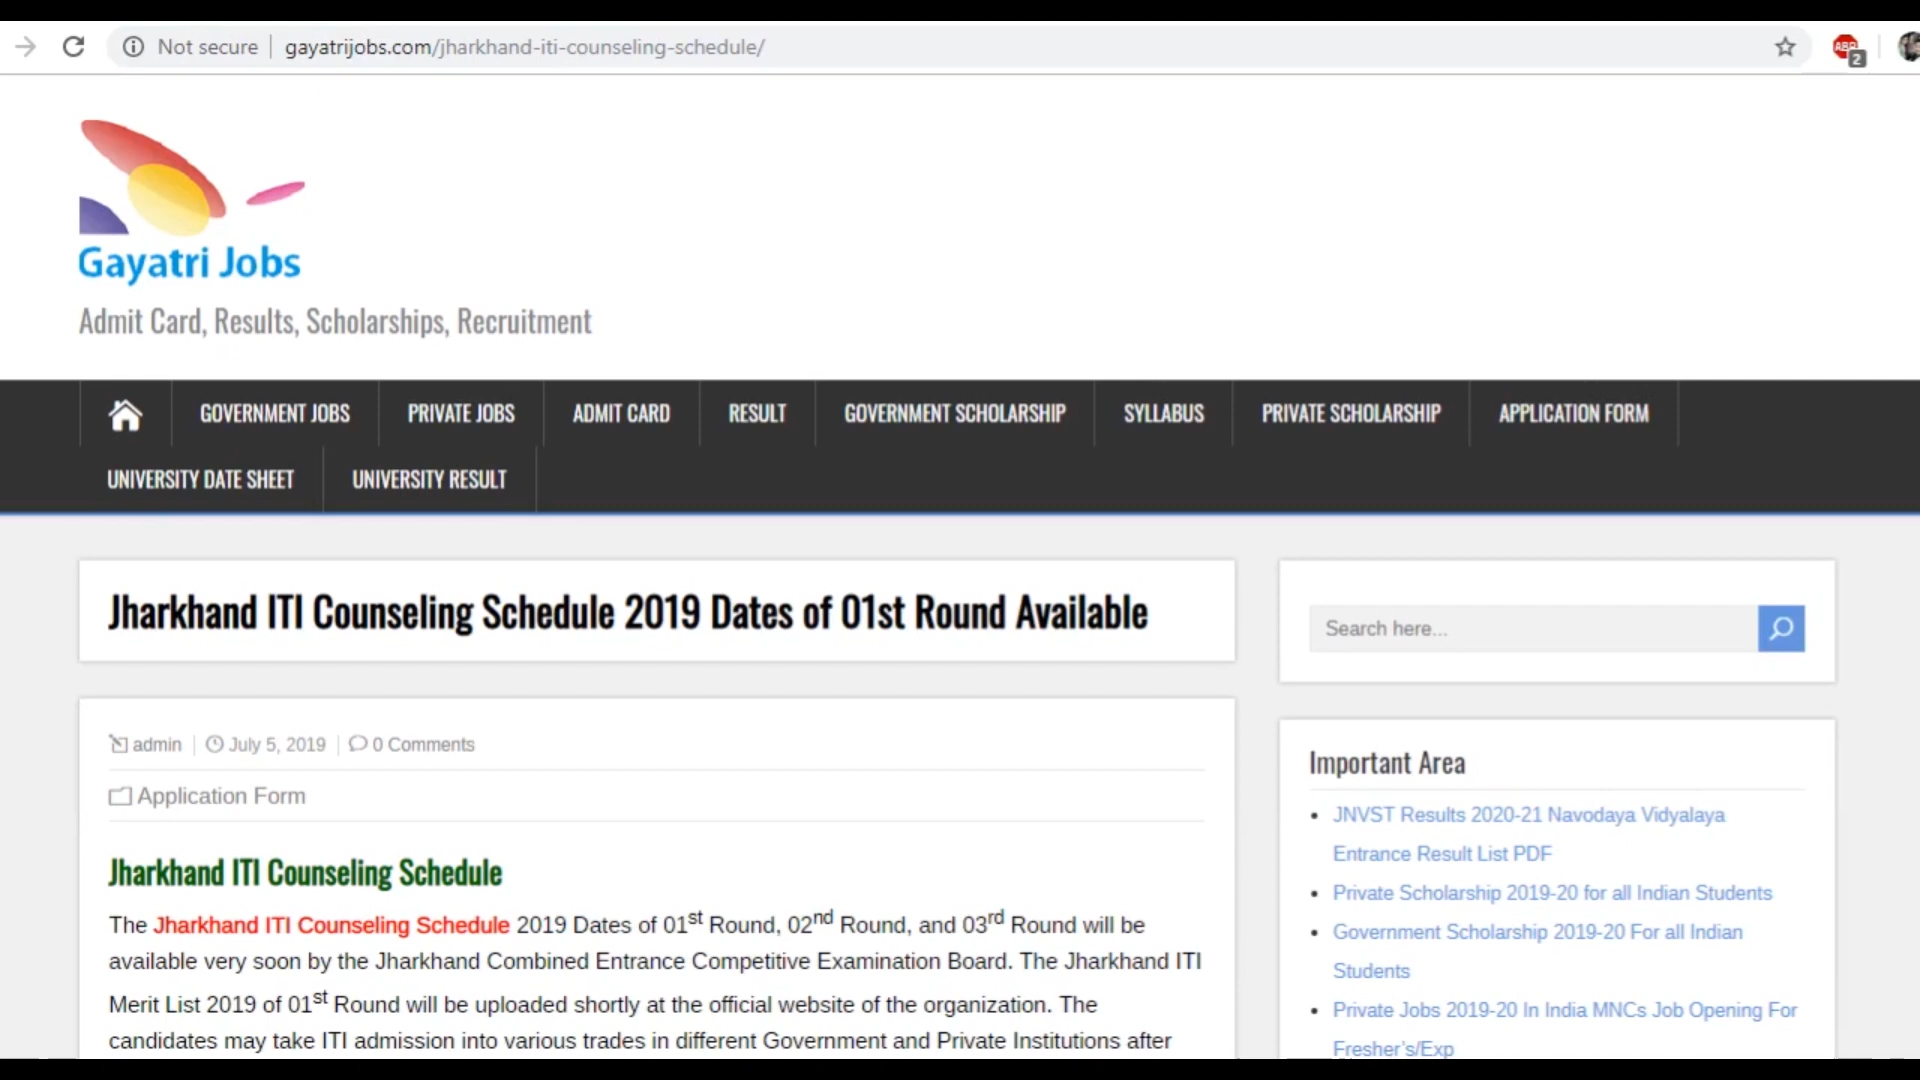 Not secure | gayatrijobs.com/jharkhand-iti-counseling-schedule/
ABP
2
Gayatri Jobs
Admit Card, Results, Scholarships, Recruitment
GOVERNMENT JOBS PRIVATE JOBS ADMIT CARD RESULT GOVERNMENT SCHOLARSHIP SYLLABUS PRIVATE SCHOLARSHIP APPLICATION FORM
UNIVERSITY DATE SHEET UNIVERSITY RESULT
Jharkhand ITI Counseling Schedule 2019 Dates of 01st Round Available
admin July 5, 2019 0 Comments
Application Form
Jharkhand ITI Counseling Schedule
The Jharkhand ITI Counseling Schedule 2019 Dates of 01st Round, 02nd Round, and 03rd Round will be
available very soon by the Jharkhand Combined Entrance Competitive Examination Board. The Jharkhand ITI
Merit List 2019 of 01st Round will be uploaded shortly at the official website of the organization. The
candidates may take ITI admission into various trades in different Government and Private Institutions after
Search here...
Important Area
JNVST Results 2020-21 Navodaya Vidyalaya
Entrance Result List PDF
Private Scholarship 2019-20 for all Indian Students
Government Scholarship 2019-20 For all Indian
Students
Private Jobs 2019-20 In India MNCs Job Opening For
Fresher's/Exp